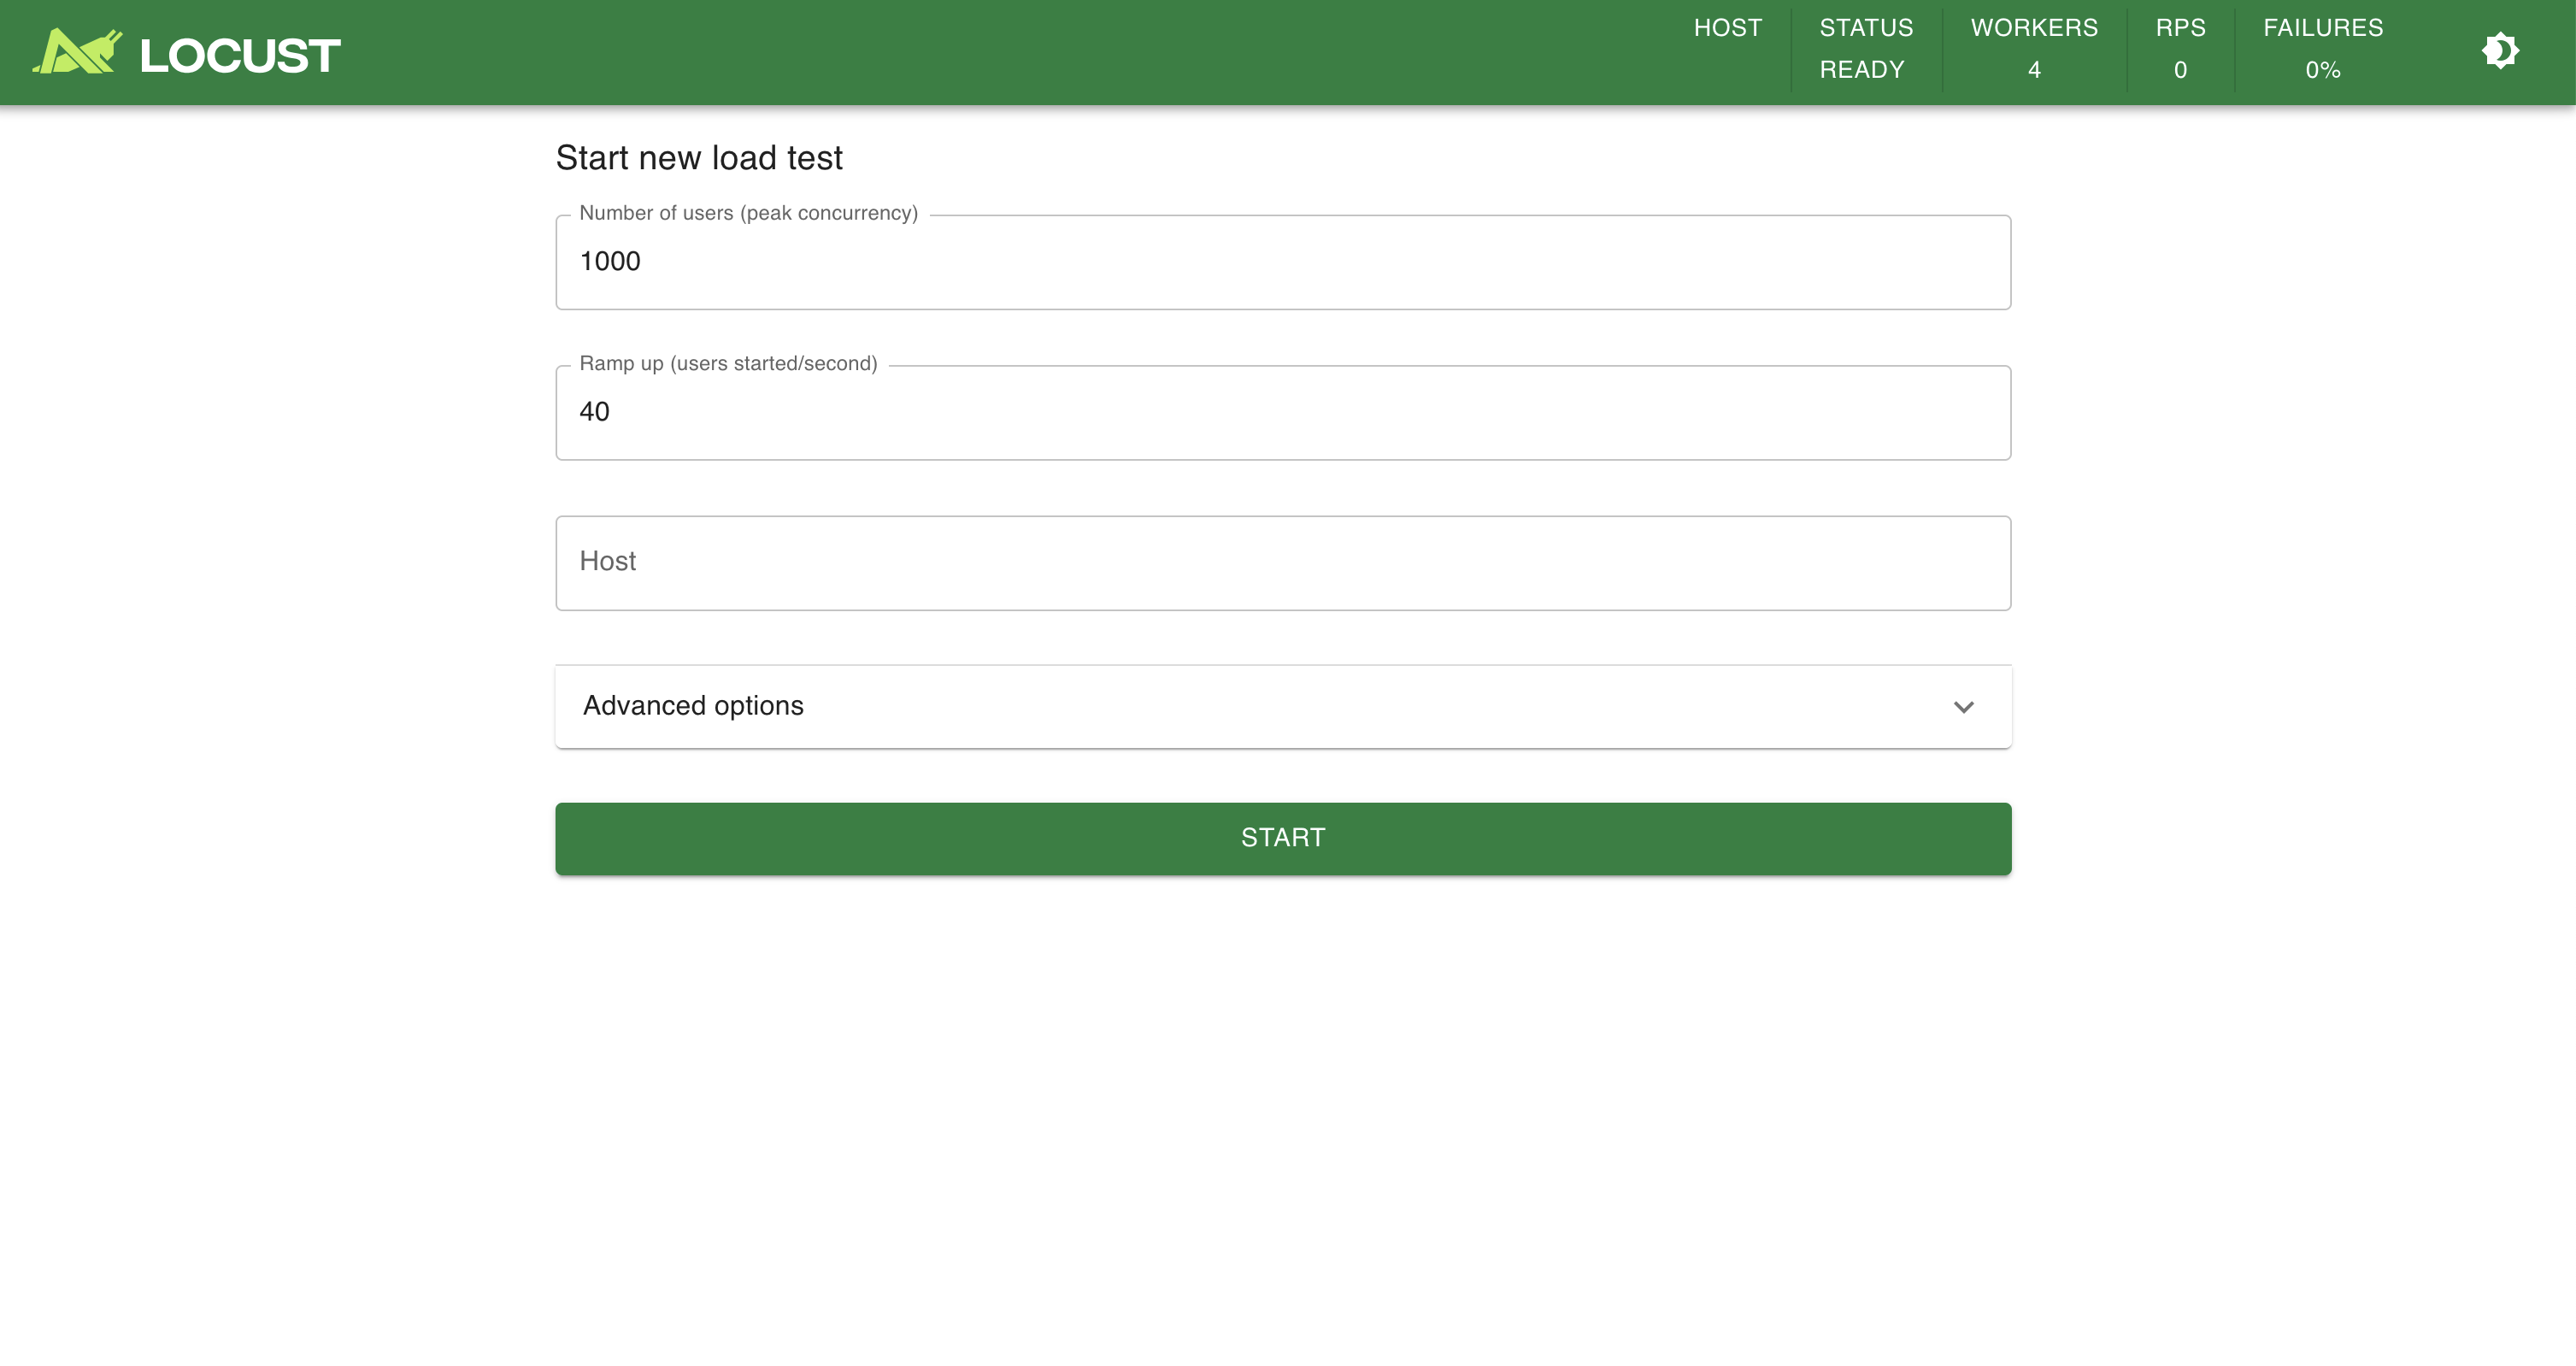 LOCUST
HOST
STATUS
READY
WORKERS
4
RPS
0
FAILURES
0%
Start new load test
Number of users (peak concurrency)
1000
Ramp up (users started/second)
40
Host
Advanced options
START